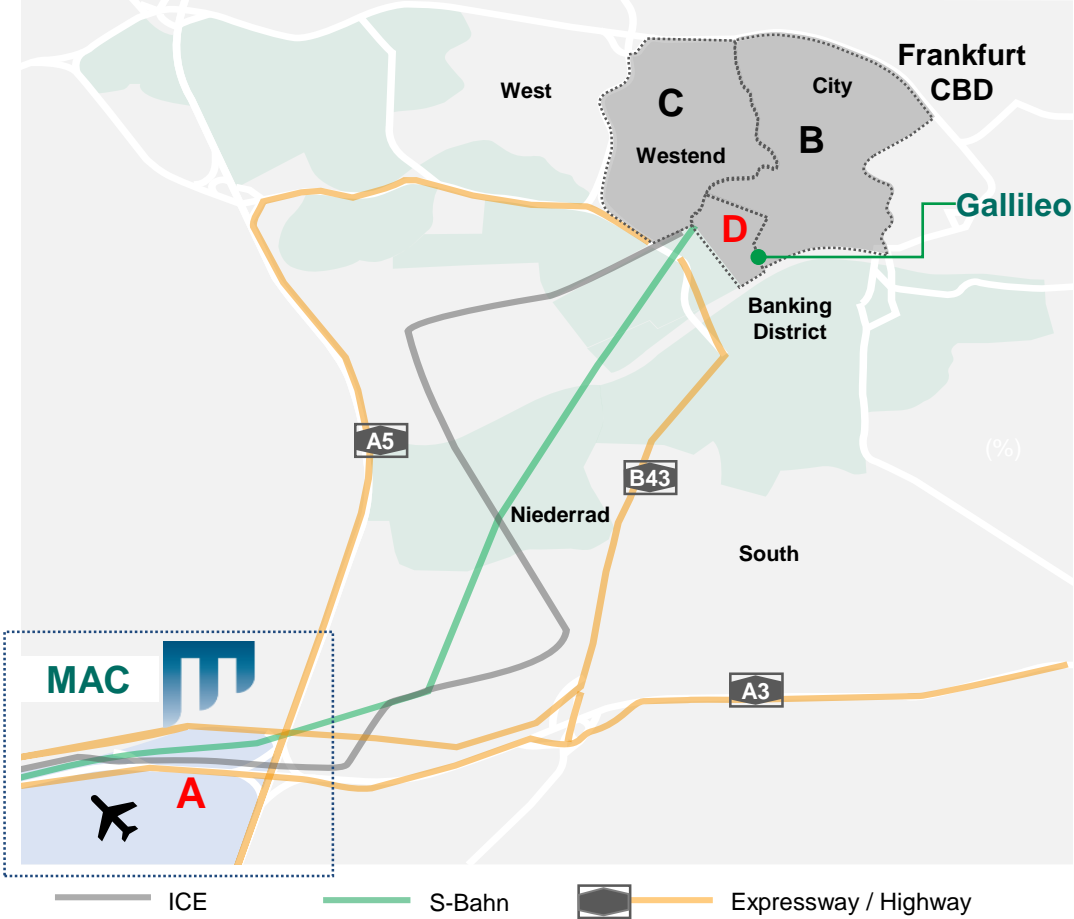 Frankfurt
CBD
West
City
C
B
Westend
Gallileo
D
Banking
District
A5
(%)
B43
Niederrad
South
MAC
A3
A
ICE
S-Bahn
Expressway / Highway